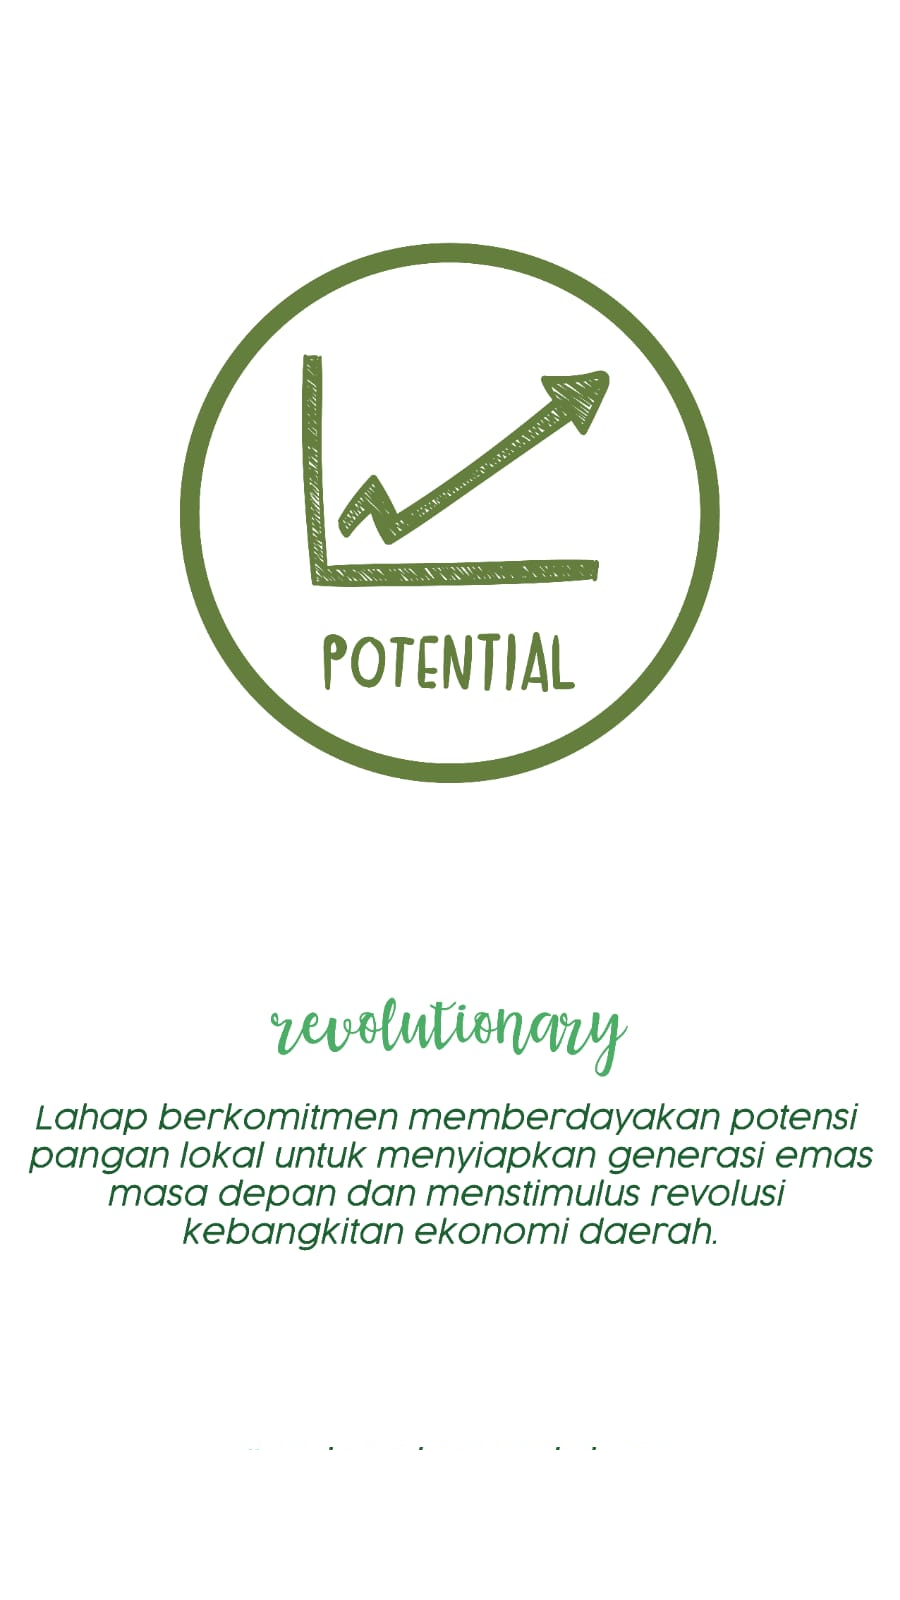 POTENTIAL
revolutionary
Lahap berkomitmen memberdayakan potensi
pangan lokal untuk menyiapkan generasi emas
masa depan dan menstimulus revolusi
kebangkitan ekonomi daerah.